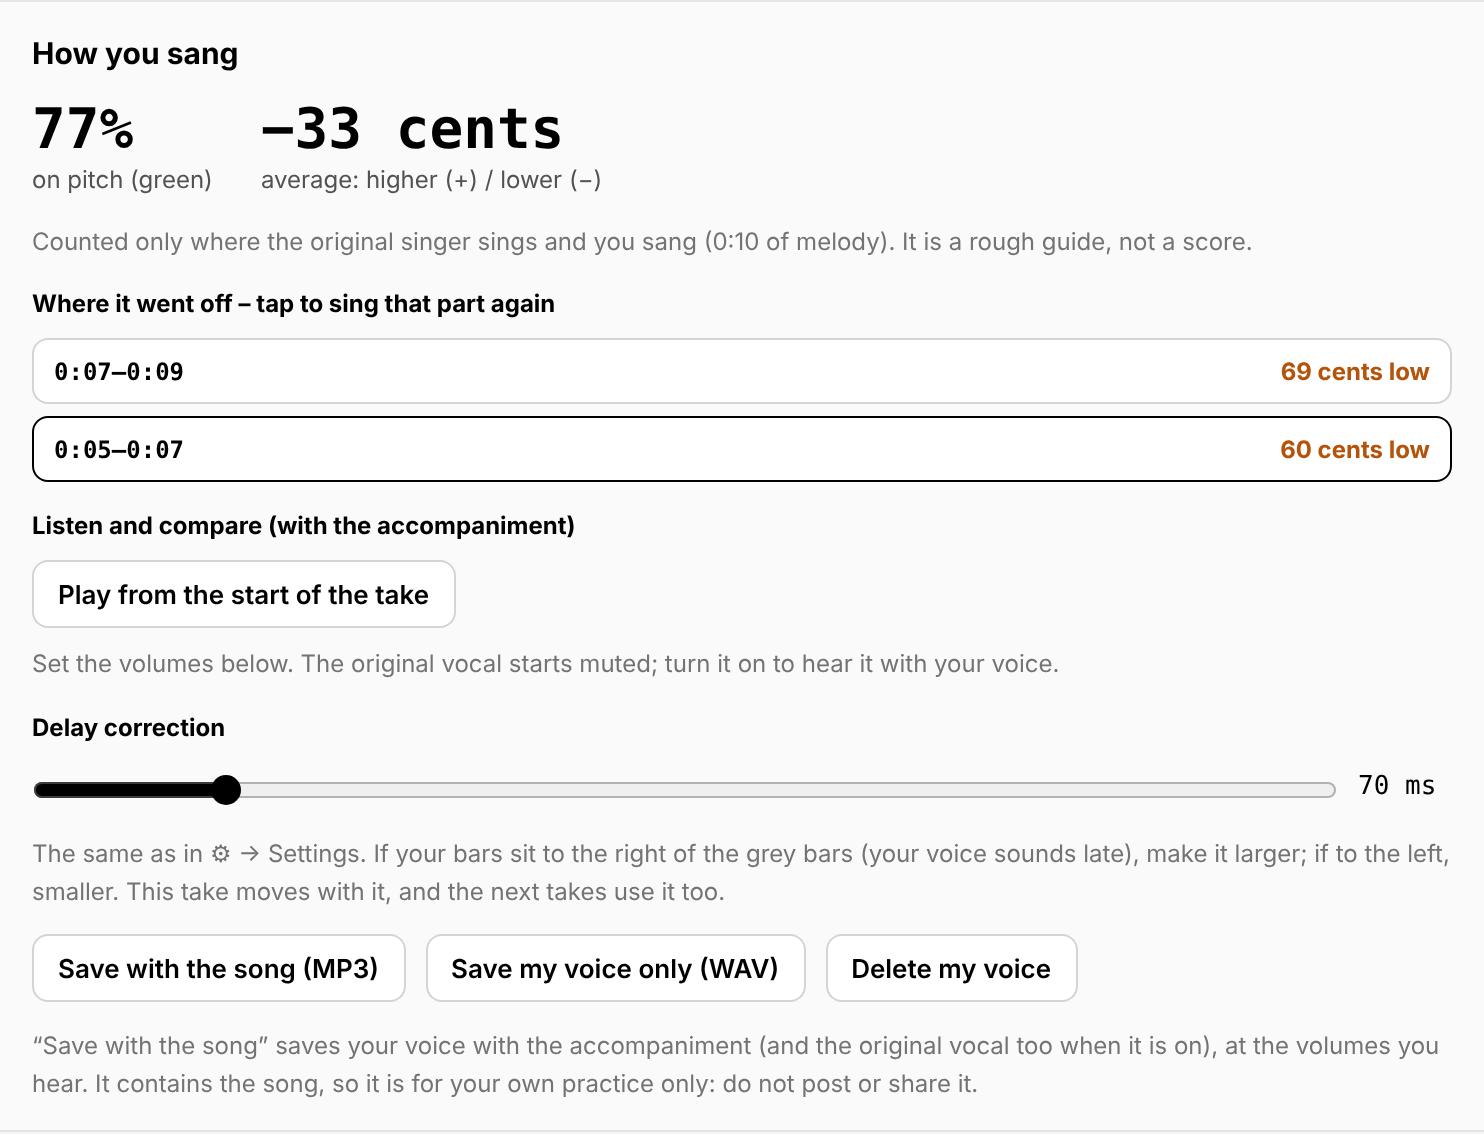 How you sang
77%
−33 cents
on pitch (green)
average: higher (+) / lower (−)
Counted only where the original singer sings and you sang (0:10 of melody). It is a rough guide, not a score.
Where it went off – tap to sing that part again
0:07–0:09
69 cents low
0:05–0:07
60 cents low
Listen and compare (with the accompaniment)
Play from the start of the take
Set the volumes below. The original vocal starts muted; turn it on to hear it with your voice.
Delay correction
70 ms
The same as in ⚙ → Settings. If your bars sit to the right of the grey bars (your voice sounds late), make it larger; if to the left,
smaller. This take moves with it, and the next takes use it too.
Save with the song (MP3)
Save my voice only (WAV)
Delete my voice
“Save with the song” saves your voice with the accompaniment (and the original vocal too when it is on), at the volumes you
hear. It contains the song, so it is for your own practice only: do not post or share it.